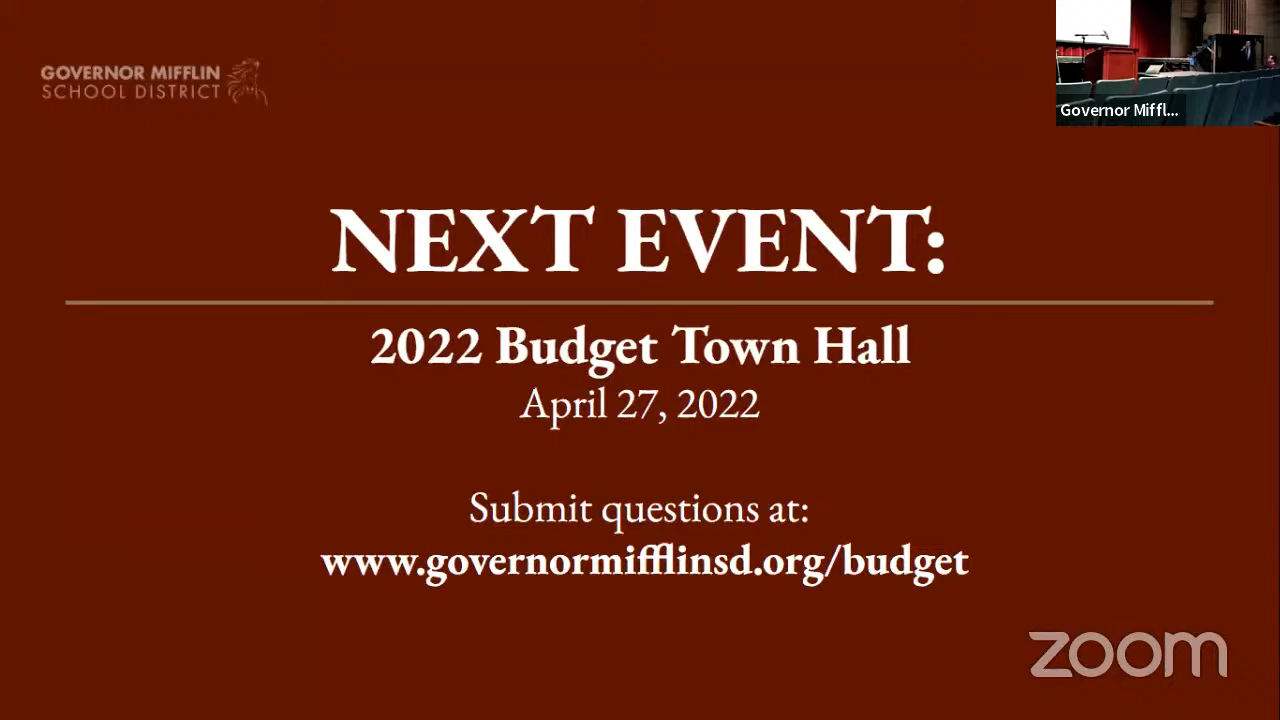 GOVERNOR MIFFLIN
SCHOOL DISTRICT
Governor Miffl...
NEXT EVENT:
2022 Budget Town Hall
April 27, 2022
Submit questions at:
www.governormifflinsd.org/budget
zoom